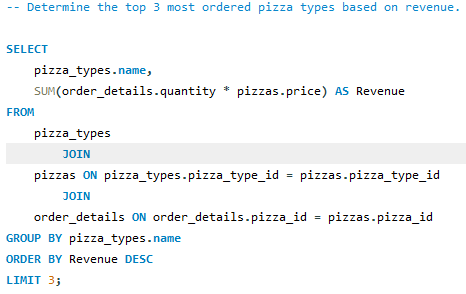 -- Determine the top 3 most ordered pizza types based on revenue.
SELECT
pizza_types.name,
SUM(order_details.quantity * pizzas.price) AS Revenue
FROM
pizza_types
JOIN
pizzas ON pizza_types.pizza_type_id = pizzas.pizza_type_id
JOIN
order_details ON order_details.pizza_id = pizzas.pizza_id
GROUP BY pizza_types.name
ORDER BY Revenue DESC
LIMIT 3;